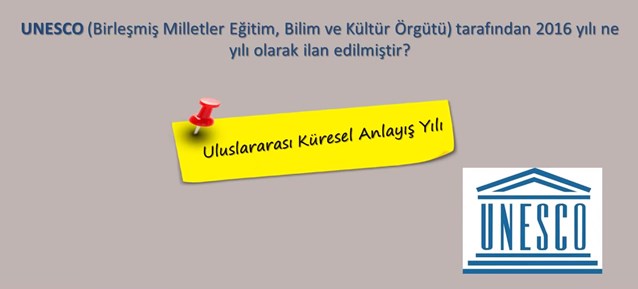 UNESCO (Birleşmiş Milletler Eğitim, Bilim ve Kültür Örgütü) tarafından 2016 yılı ne
yılı olarak ilan edilmiştir?
Uluslararası Küresel Anlayış Yılı
UNESCO